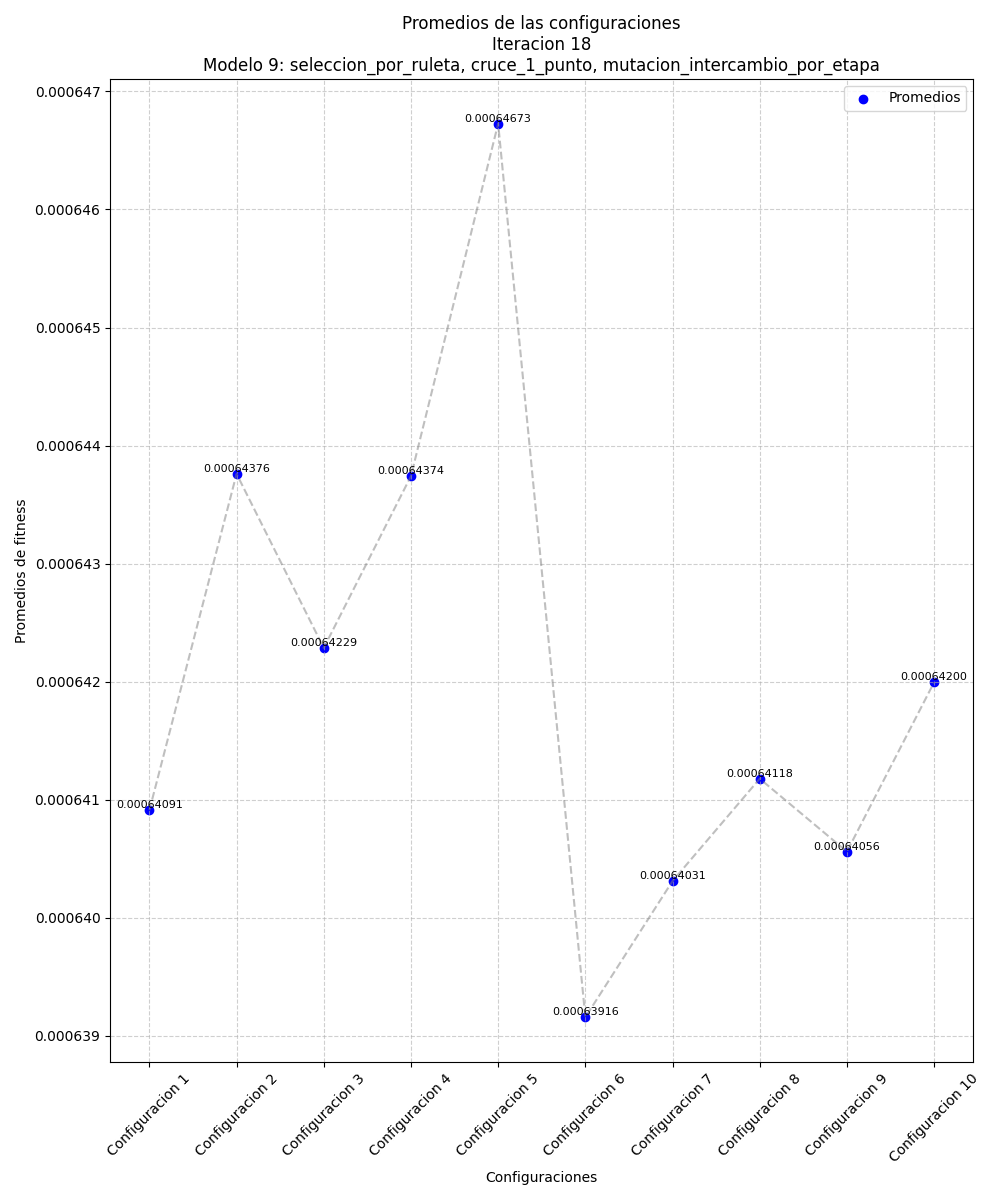 Promedios de las configuraciones
Iteracion 18
Modelo 9: seleccion_por_ruleta, cruce_1_punto, mutacion_intercambio_por_etapa
Promedios
0.000647
0.000646
0.000645
0.000644
0.000643
0.000642
0.000641
0.000640
0.000639
Promedios de fitness
0.00064091
0.00064376
0.00064229
0.00064374
0.00064673
0.00063916
0.00064031
0.00064118
0.00064056
0.00064200
Configuracion 1
Configuracion 2
Configuracion 3
Configuracion 4
Configuracion 5
Configuracion 6
Configuracion 7
Configuracion 8
Configuracion 9
Configuracion 10
Configuraciones